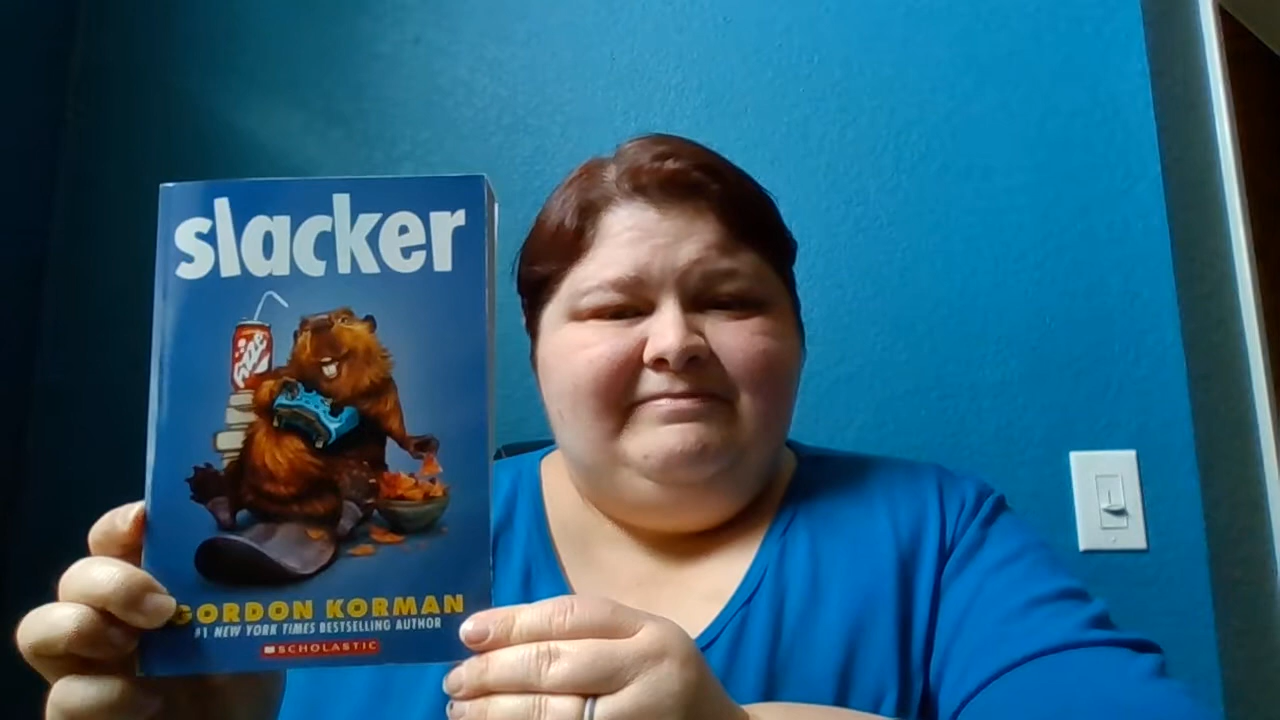 slacker
GORDON KORMAN
#1 NEW YORK TIMES BESTSELLING AUTHOR
SCHOLASTIC